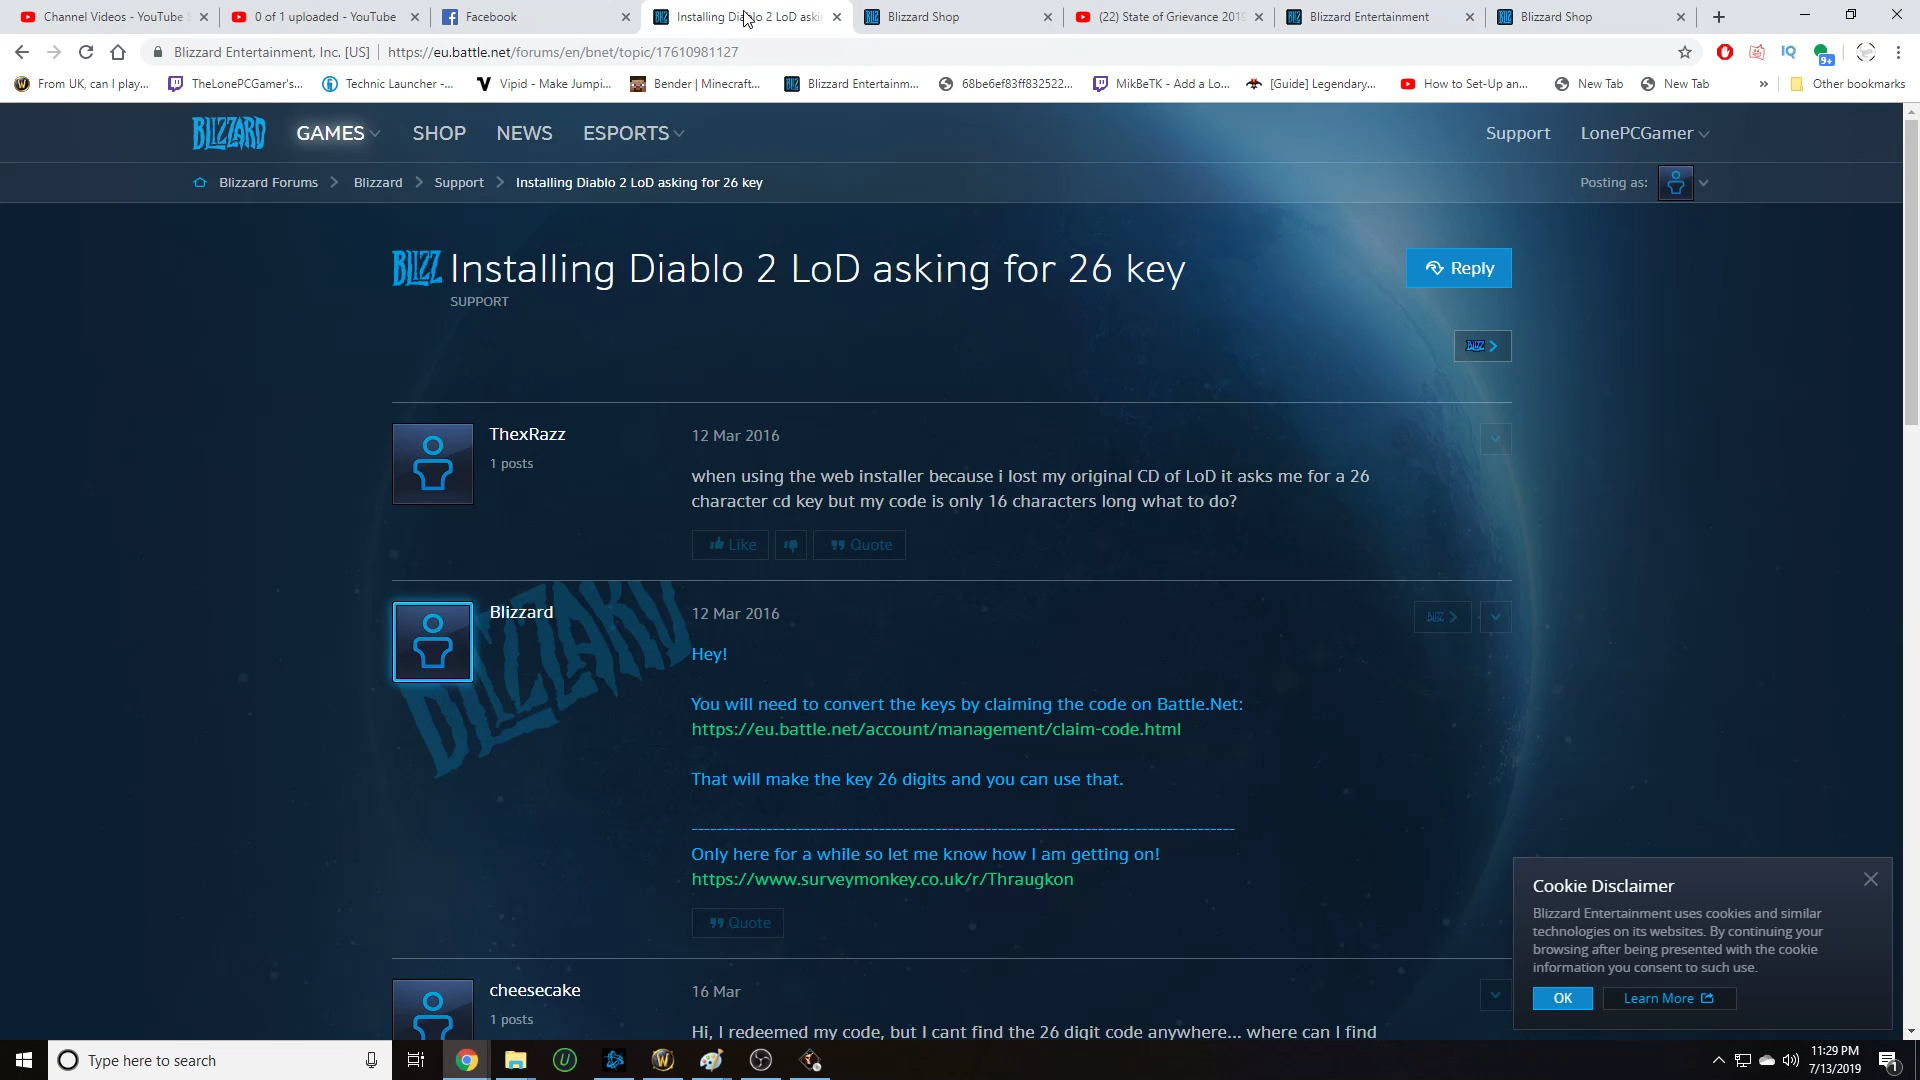 Channel Videos - YouTube
0 of 1 uploaded - YouTube
Facebook
Installing Diablo 2 LoD aski
Blizzard Shop
(22) State of Grievance 2019
Blizzard Entertainment
Blizzard Shop
Blizzard Entertainment, Inc. [US]
https://eu.battle.net/forums/en/bnet/topic/17610981127
9+
From UK, can I play...
TheLonePCGamer's...
Technic Launcher -...
Vipid - Make Jumpi...
Bender | Minecraft...
Blizzard Entertainm...
68be6ef83ff832522...
MikBeTK - Add a Lo...
[Guide] Legendary...
How to Set-Up an...
New Tab
New Tab
»
Other bookmarks
BLIZZARD
GAMES
SHOP
NEWS
ESPORTS
Support
LonePCGamer
Blizzard Forums
Blizzard
Support
Installing Diablo 2 LoD asking for 26 key
Posting as:
BLIZZ Installing Diablo 2 LoD asking for 26 key
SUPPORT
Reply
BLIZZ
ThexRazz
1 posts
12 Mar 2016
when using the web installer because i lost my original CD of LoD it asks me for a 26
character cd key but my code is only 16 characters long what to do?
Like
Quote
BLIZZARD
Blizzard
12 Mar 2016
BLIZZ
Hey!
You will need to convert the keys by claiming the code on Battle.Net:
https://eu.battle.net/account/management/claim-code.html
That will make the key 26 digits and you can use that.
---------------------------------------------------------------------------------------
Only here for a while so let me know how I am getting on!
https://www.surveymonkey.co.uk/r/Thraugkon
Quote
cheesecake
1 posts
16 Mar
Hi, I redeemed my code, but I cant find the 26 digit code anywhere... where can I find
Cookie Disclaimer
Blizzard Entertainment uses cookies and similar
technologies on its websites. By continuing your
browsing after being presented with the cookie
information you consent to such use.
OK
Learn More
Type here to search
11:29 PM
7/13/2019
1